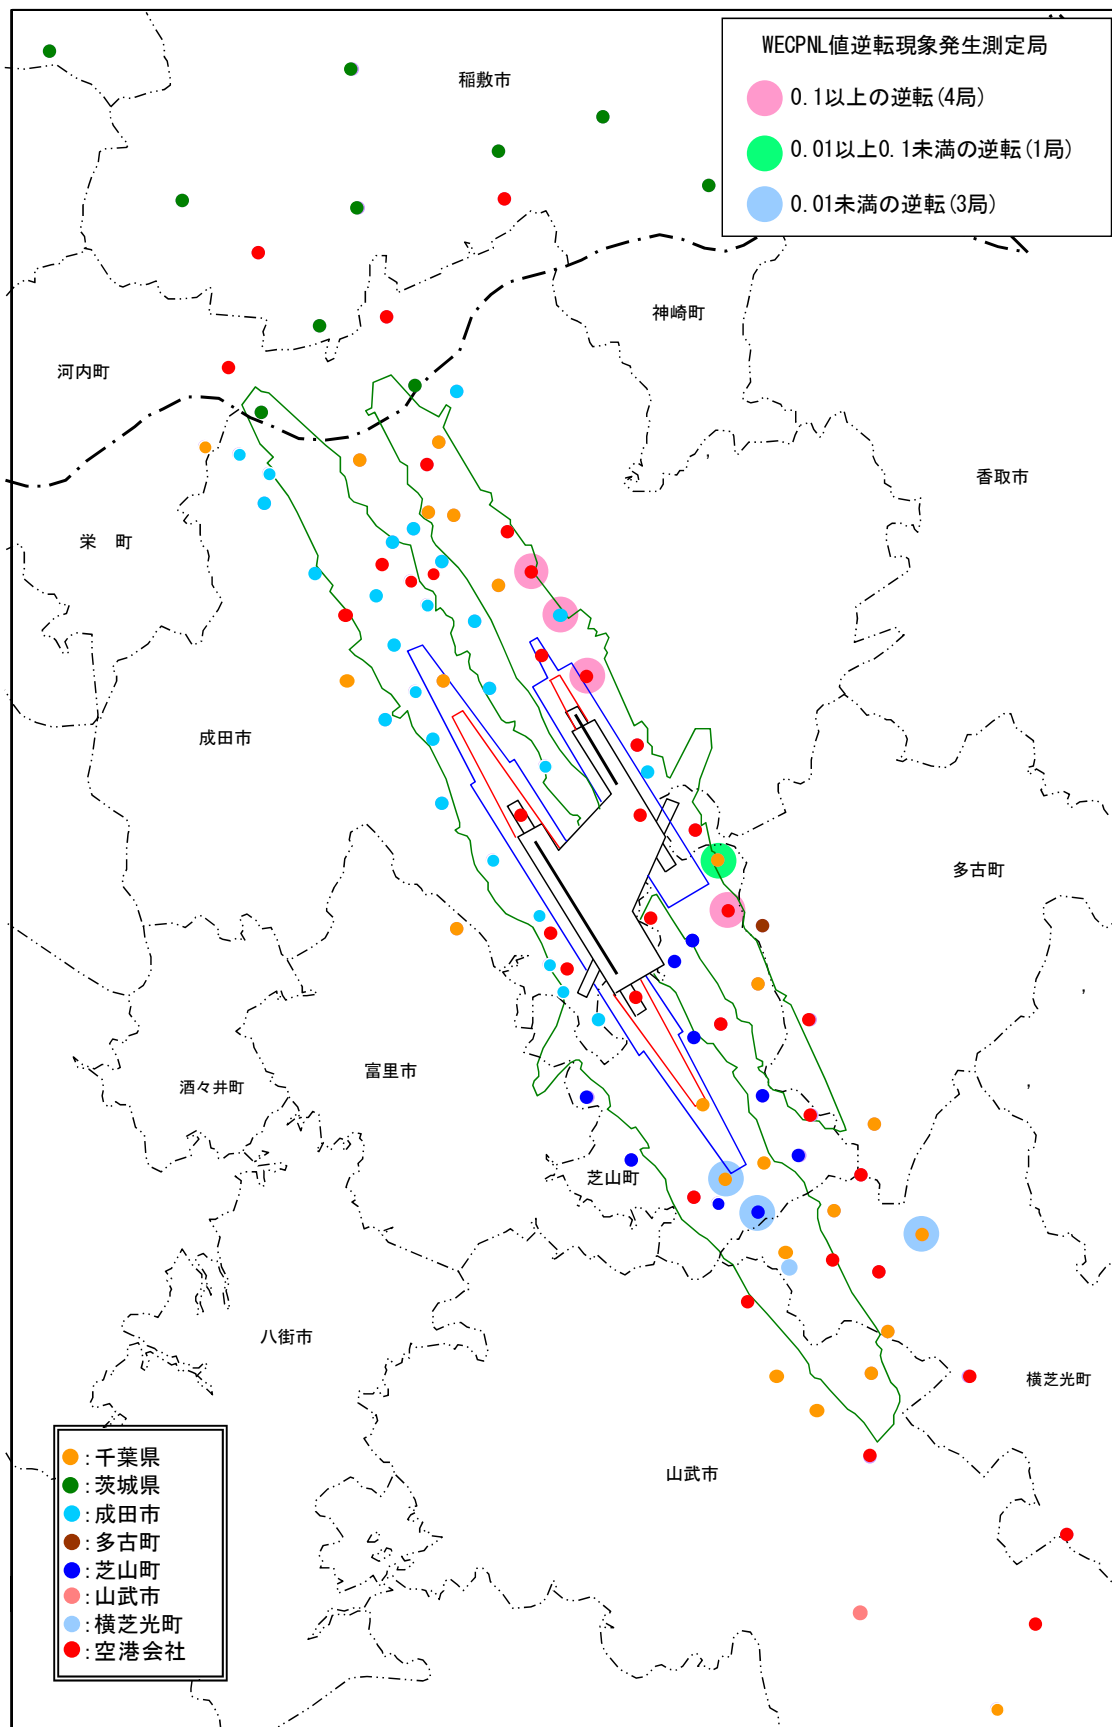 WECPNL値逆転現象発生測定局
0.1以上の逆転(4局)
0.01以上0.1未満の逆転(1局)
0.01未満の逆転(3局)
稲敷市
神崎町
河内町
香取市
栄　町
成田市
多古町
富里市
酒々井町
芝山町
八街市
横芝光町
山武市
：千葉県
：茨城県
：成田市
：多古町
：芝山町
：山武市
：横芝光町
：空港会社